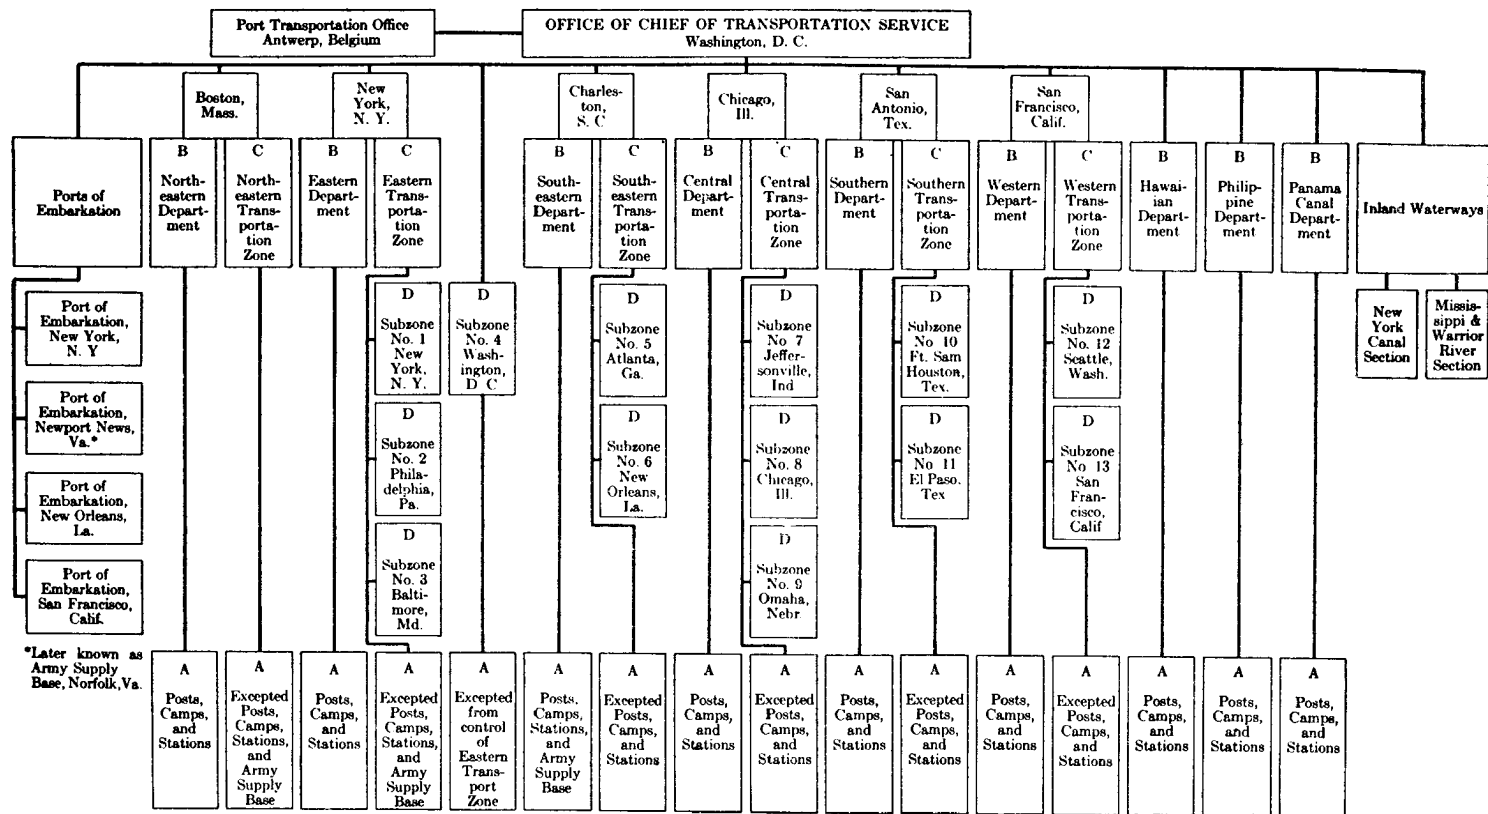 Port Transportation Office
Antwerp, Belgium
OFFICE OF CHIEF OF TRANSPORTATION SERVICE
Washington, D. C.
Boston,
Mass.
New
York,
N. Y.
Charles-
ton,
S. C
Chicago,
Ill.
San
Antonio,
Tex.
San
Francisco,
Calif.
Ports of
Embarkation
B
North-
eastern
Depart-
ment
C
North-
eastern
Trans-
porta-
tion
Zone
B
Eastern
Depart-
ment
C
Eastern
Trans-
porta-
tion
Zone
B
South-
eastern
Depart-
ment
C
South-
eastern
Trans-
porta-
tion
Zone
B
Central
Depart-
ment
C
Central
Trans-
porta-
tion
Zone
B
Southern
Depart-
ment
C
Southern
Trans-
porta-
tion
Zone
B
Western
Depart-
ment
C
Western
Trans-
porta-
tion
Zone
B
Hawai-
ian
Depart-
ment
B
Philip-
pine
Depart-
ment
B
Panama
Canal
Depart-
ment
Inland Waterways
Port of
Embarkation,
New York,
N. Y
Port of
Embarkation,
Newport News,
Va.*
Port of
Embarkation,
New Orleans,
La.
Port of
Embarkation,
San Francisco,
Calif.
*Later known as
Army Supply
Base, Norfolk, Va.
D
Subzone
No. 1
New
York,
N. Y.
D
Subzone
No. 2
Phila-
delphia,
Pa.
D
Subzone
No. 3
Balti-
more,
Md.
D
Subzone
No. 4
Wash-
ington,
D C
D
Subzone
No. 5
Atlanta,
Ga.
D
Subzone
No. 6
New
Orleans,
La.
D
Subzone
No 7
Jeffer-
sonville,
Ind
D
Subzone
No. 8
Chicago,
Ill.
D
Subzone
No. 9
Omaha,
Nebr.
D
Subzone
No 10
Ft. Sam
Houston,
Tex.
D
Subzone
No 11
El Paso.
Tex
D
Subzone
No. 12
Seattle,
Wash.
D
Subzone
No 13
San
Fran-
cisco,
Calif
New
York
Canal
Section
Missis-
sippi &
Warrior
River
Section
A
Posts,
Camps,
and
Stations
A
Excepted
Posts,
Camps,
Stations,
and
Army
Supply
Base
A
Posts,
Camps,
and
Stations
A
Excepted
Posts,
Camps,
Stations,
and
Army
Supply
Base
A
Excepted
from
control
of
Eastern
Trans-
port
Zone
A
Posts,
Camps,
Stations,
and
Army
Supply
Base
A
Excepted
Posts,
Camps,
and
Stations
A
Posts,
Camps,
and
Stations
A
Excepted
Posts,
Camps,
and
Stations
A
Posts,
Camps,
and
Stations
A
Excepted
Posts,
Camps,
and
Stations
A
Posts,
Camps,
and
Stations
A
Excepted
Posts,
Camps,
and
Stations
A
Posts,
Camps,
and
Stations
A
Posts,
Camps,
and
Stations
A
Posts,
Camps,
and
Stations